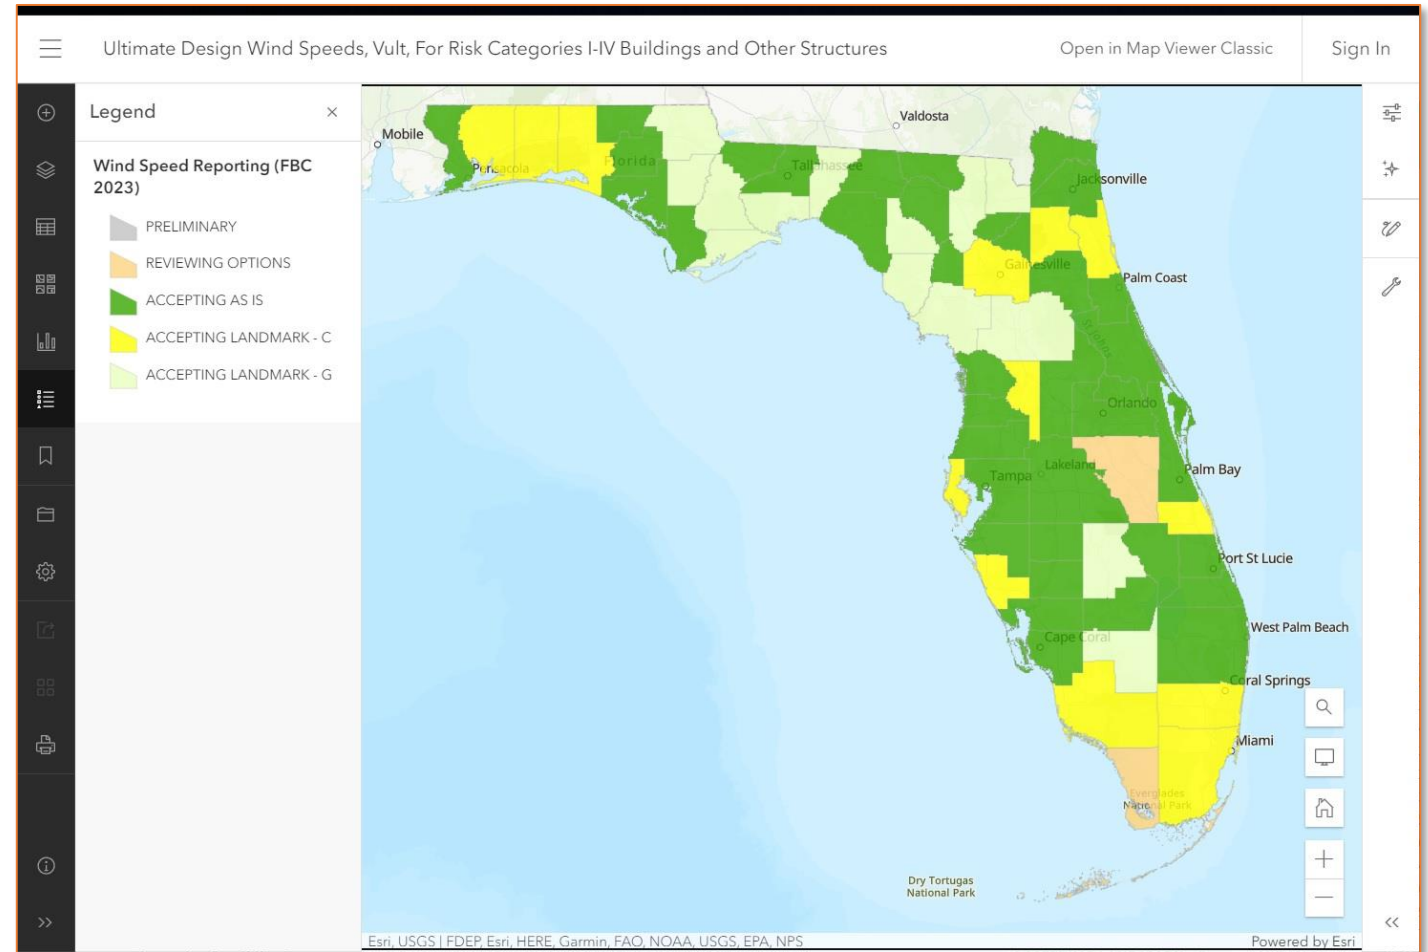 Ultimate Design Wind Speeds, Vult, For Risk Categories I-IV Buildings and Other Structures
Open in Map Viewer Classic
Sign In
Legend
Wind Speed Reporting (FBC
2023)
PRELIMINARY
REVIEWING OPTIONS
ACCEPTING AS IS
ACCEPTING LANDMARK - C
ACCEPTING LANDMARK - G
Valdosta
Mobile
Pensacola
Florida
Tallahassee
Jacksonville
Gainesville
Palm Coast
St Johns
Orlando
Lakeland
Tampa
Palm Bay
Port St Lucie
West Palm Beach
Cape Coral
Coral Springs
Miami
Everglades
National Park
Dry Tortugas
National Park
Esri, USGS | FDEP, Esri, HERE, Garmin, FAO, NOAA, USGS, EPA, NPS
Powered by Esri